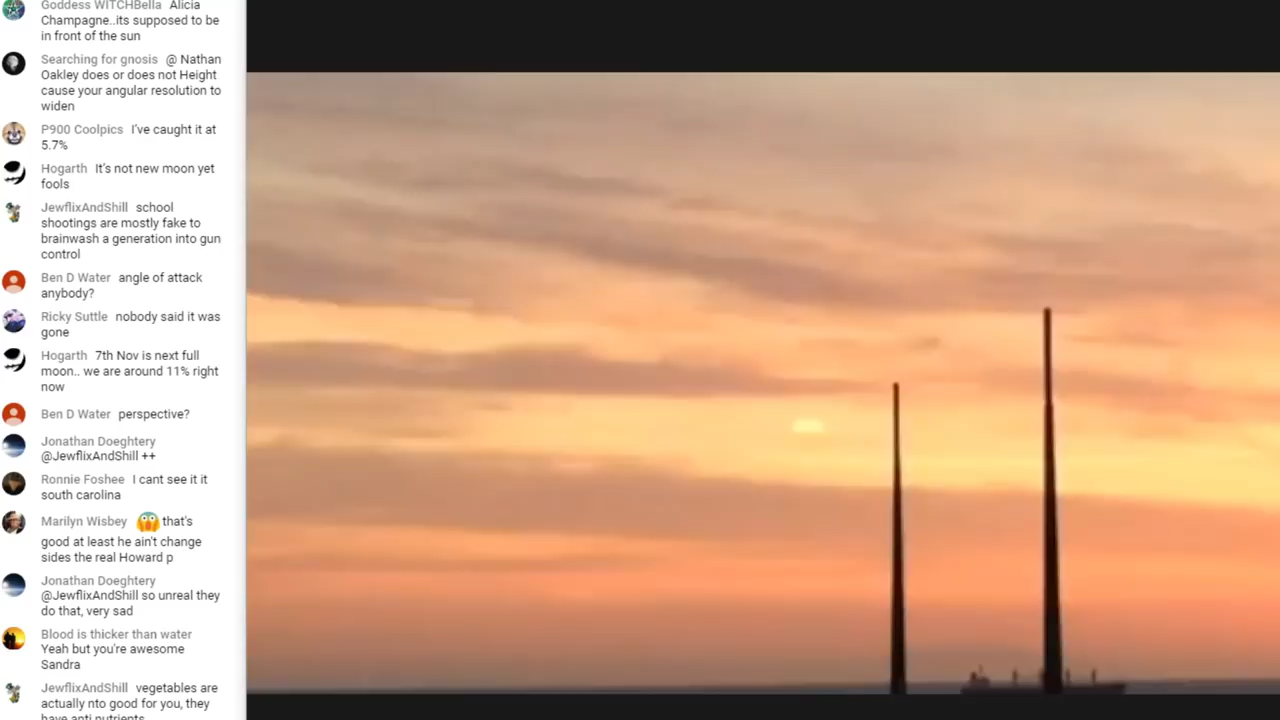 Goddess WITCHBella Alicia
Champagne..its supposed to be
in front of the sun
Searching for gnosis @ Nathan
Oakley does or does not Height
cause your angular resolution to
widen
P900 Coolpics I've caught it at
5.7%
Hogarth It's not new moon yet
fools
JewflixAndShill school
shootings are mostly fake to
brainwash a generation into gun
control
Ben D Water angle of attack
anybody?
Ricky Suttle nobody said it was
gone
Hogarth 7th Nov is next full
moon.. we are around 11% right
now
Ben D Water perspective?
Jonathan Doeghtery
@JewflixAndShill ++
Ronnie Foshee I cant see it it
south carolina
Marilyn Wisbey 😱 that's
good at least he ain't change
sides the real Howard p
Jonathan Doeghtery
@JewflixAndShill so unreal they
do that, very sad
Blood is thicker than water
Yeah but you're awesome
Sandra
JewflixAndShill vegetables are
actually nto good for you, they
have anti nutrients